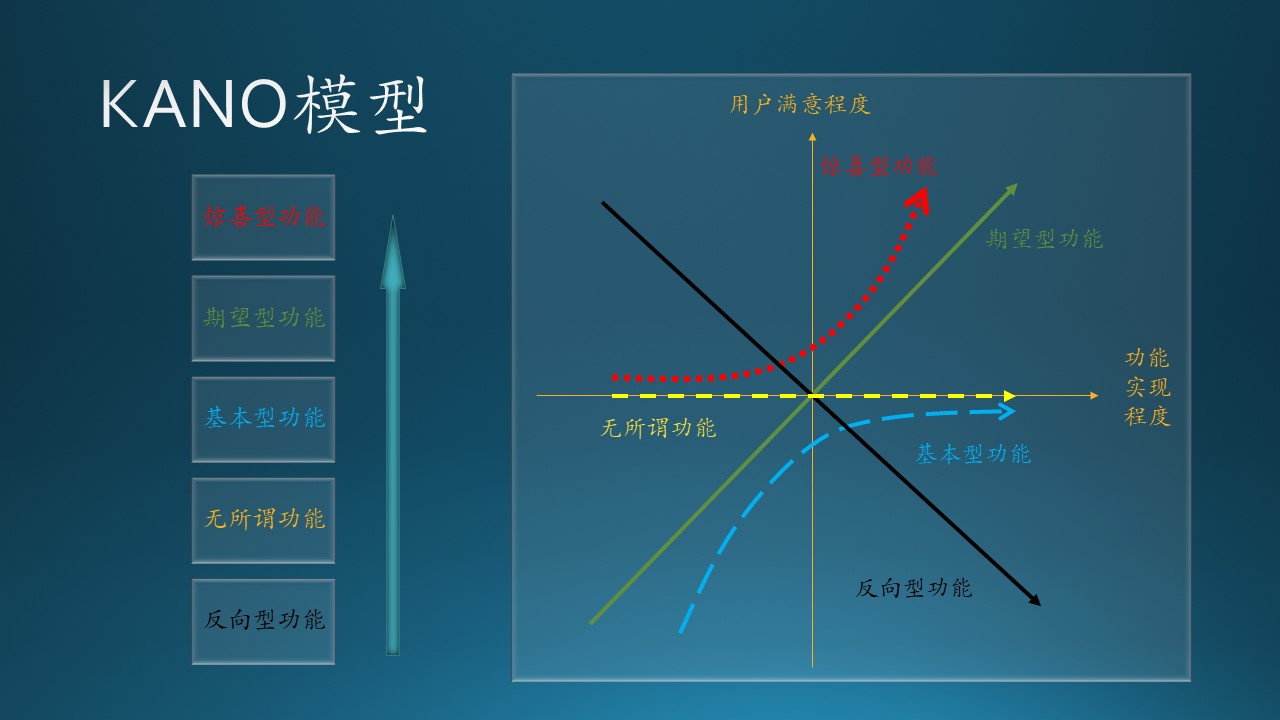 KANO模型
惊喜型功能
期望型功能
基本型功能
无所谓功能
反向型功能
用户满意程度
惊喜型功能
期望型功能
功能
实现
程度
无所谓功能
基本型功能
反向型功能